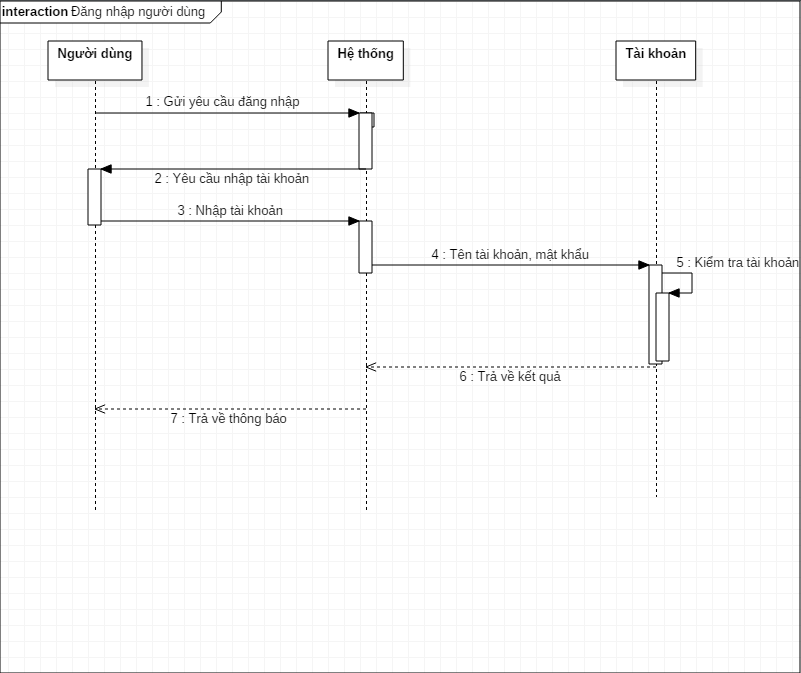 interaction Đăng nhập người dùng
Người dùng
Hệ thống
Tài khoản
1 : Gửi yêu cầu đăng nhập
2 : Yêu cầu nhập tài khoản
3 : Nhập tài khoản
4 : Tên tài khoản, mật khẩu
5 : Kiểm tra tài khoản
6 : Trả về kết quả
7 : Trả về thông báo